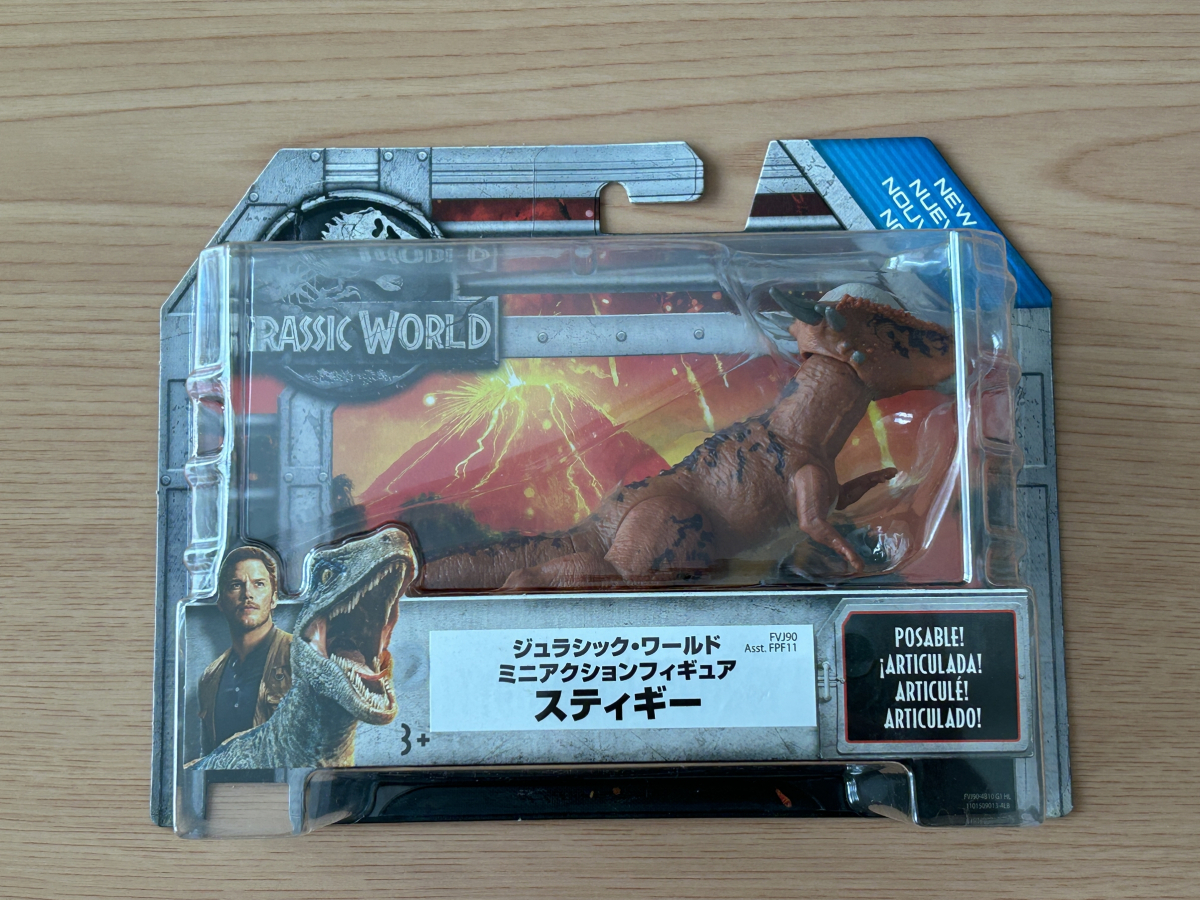 NEW
NUEV
NOUV
NO
JURASSIC WORLD
ジュラシック・ワールド
ミニアクションフィギュア
スティギー
FVJ90
Asst. FPF11
3+
POSABLE!
¡ARTICULADA!
ARTICULÉ!
ARTICULADO!